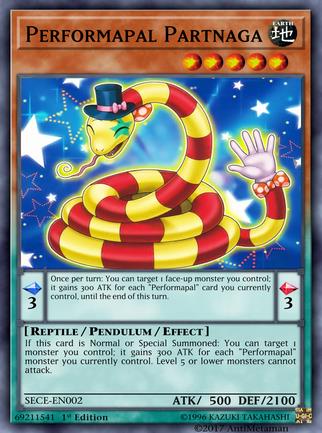 PERFORMAPAL PARTNAGA
EARTH
地
Once per turn: You can target 1 face-up monster you control;
it gains 300 ATK for each "Performapal" card you currently
control, until the end of this turn.
3
3
[ REPTILE / PENDULUM / EFFECT ]
If this card is Normal or Special Summoned: You can target 1
monster you control; it gains 300 ATK for each "Performapal"
monster you currently control. Level 5 or lower monsters cannot
attack.
SECE-EN002
ATK/ 500 DEF/2100
69211541
1st Edition
©1996 KAZUKI TAKAHASHI
©2017 AntiMetaman